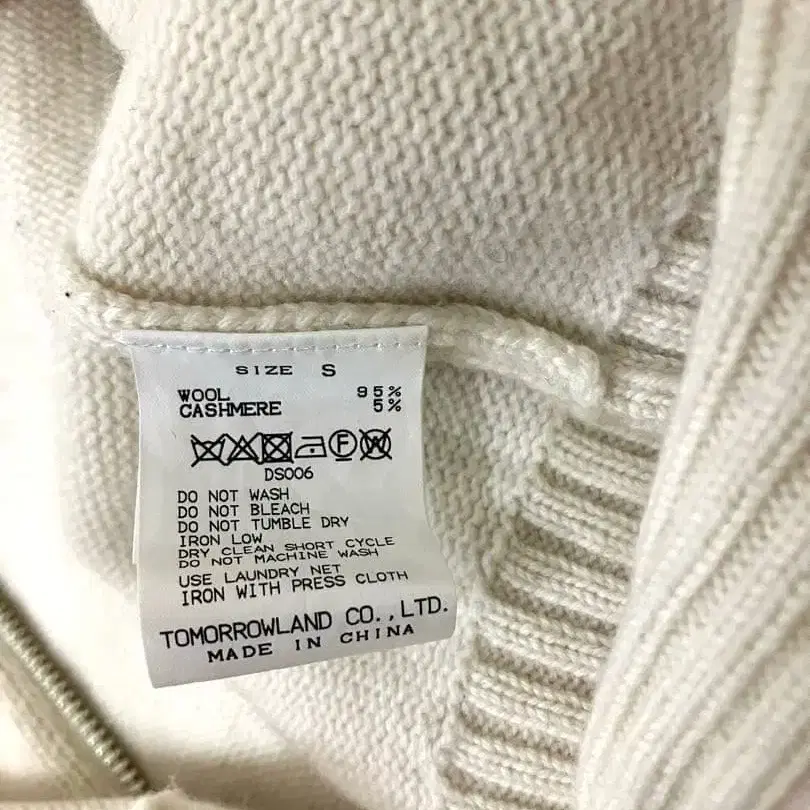 SIZE S
WOOL 95%
CASHMERE 5%
F W
DS006
DO NOT WASH
DO NOT BLEACH
DO NOT TUMBLE DRY
IRON LOW
DRY CLEAN SHORT CYCLE
DO NOT MACHINE WASH
USE LAUNDRY NET
IRON WITH PRESS CLOTH
TOMORROWLAND CO.,LTD.
MADE IN CHINA